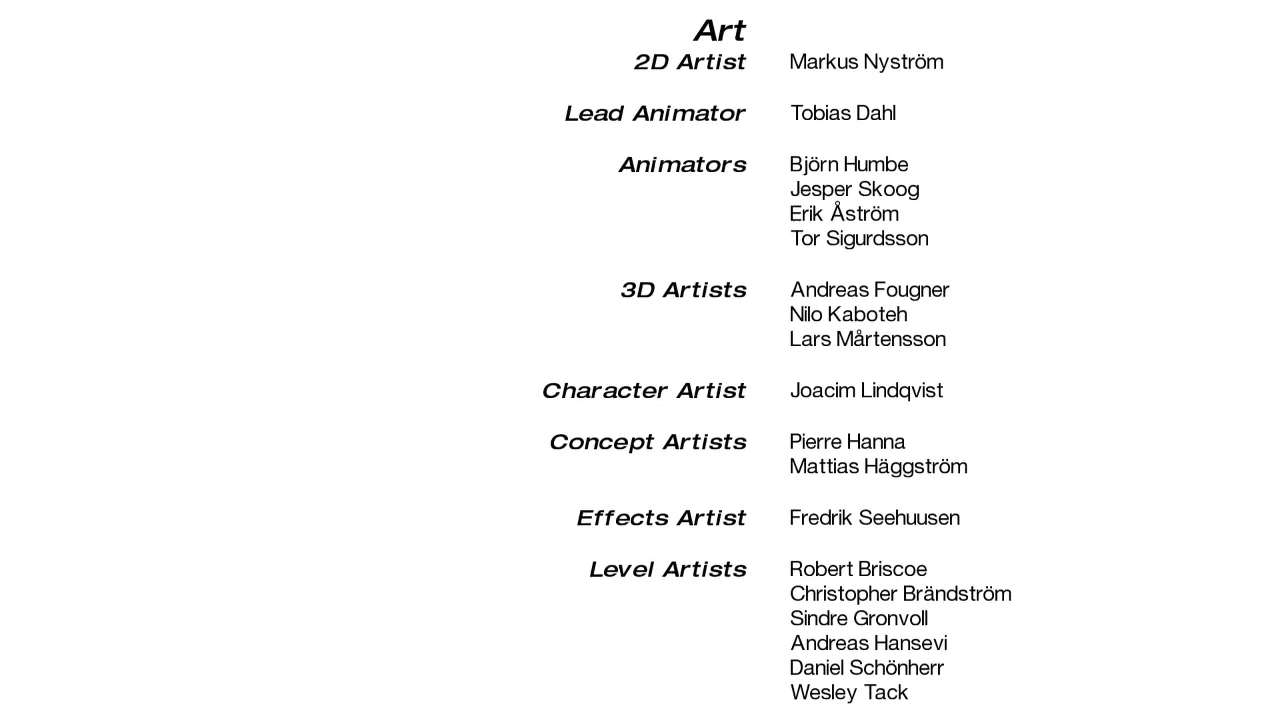 Art
2D Artist Markus Nyström
Lead Animator Tobias Dahl
Animators Björn Humbe
Jesper Skoog
Erik Åström
Tor Sigurdsson
3D Artists Andreas Fougner
Nilo Kaboteh
Lars Mårtensson
Character Artist Joacim Lindqvist
Concept Artists Pierre Hanna
Mattias Häggström
Effects Artist Fredrik Seehuusen
Level Artists Robert Briscoe
Christopher Brändström
Sindre Gronvoll
Andreas Hansevi
Daniel Schönherr
Wesley Tack